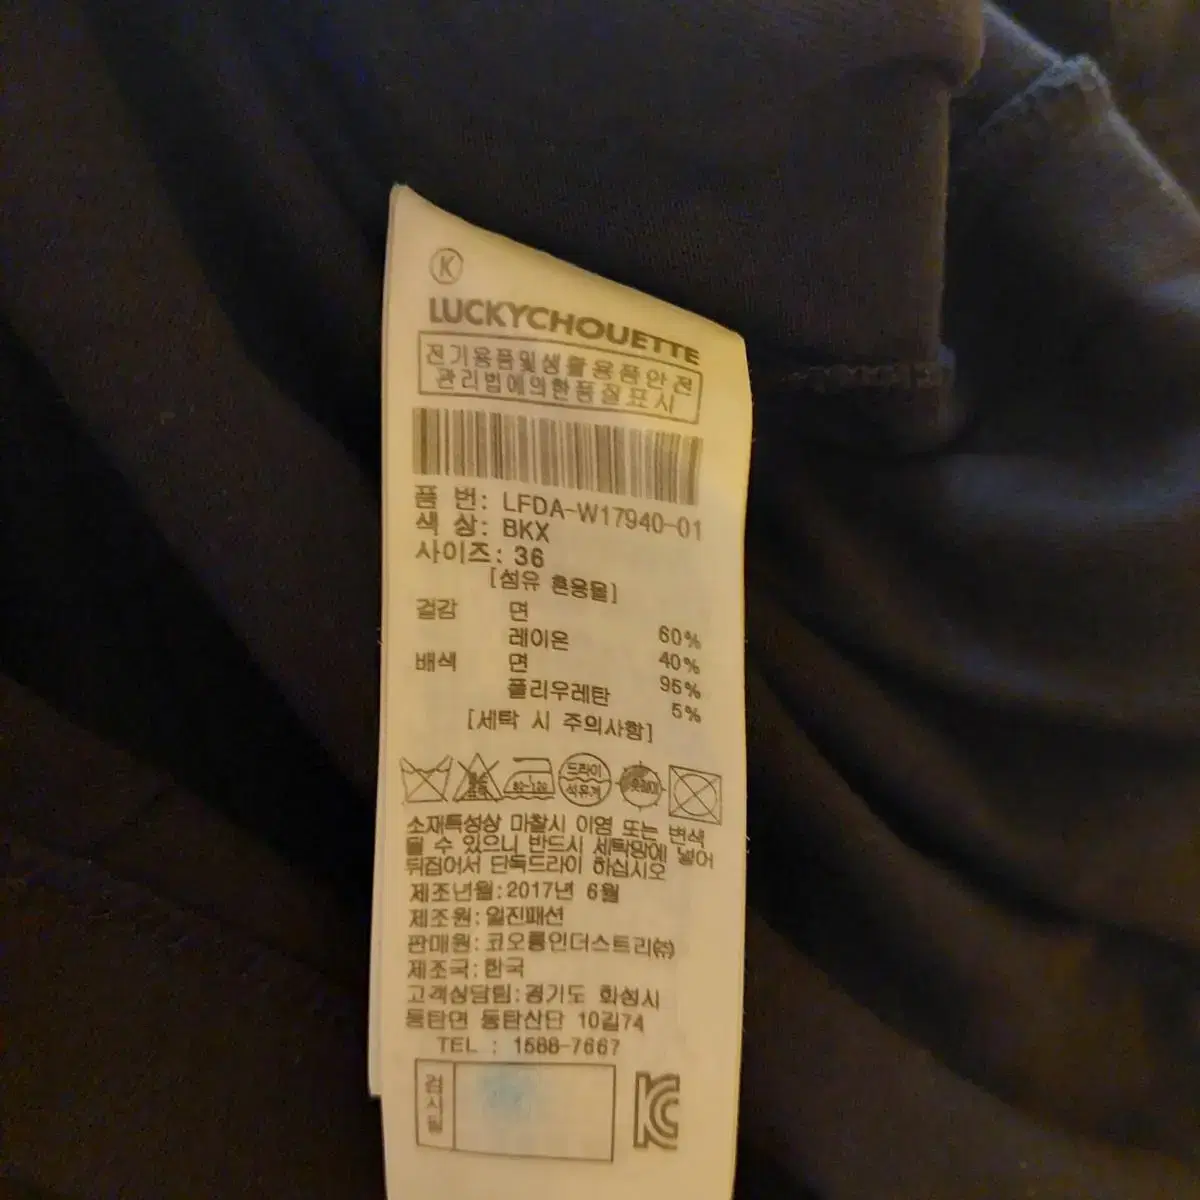 K
LUCKYCHOUETTE
전기용품및생활용품안전
관리법에의한품질표시
품 번: LFDA-W17940-01
색 상: BKX
사이즈: 36
[섬유 혼용율]
겉감 면 60%
레이온 40%
배색 면 95%
폴리우레탄 5%
[세탁 시 주의사항]
80~120
드라이
석유계
소재특성상 마찰시 이염 또는 변색
될 수 있으니 반드시 세탁망에 넣어
뒤집어서 단독드라이 하십시오
제조년월:2017년 6월
제조원:일진패션
판매원:코오롱인더스트리㈜
제조국:한국
고객상담팀:경기도 화성시
동탄면 동탄산단 10길74
TEL : 1588-7667
검사필